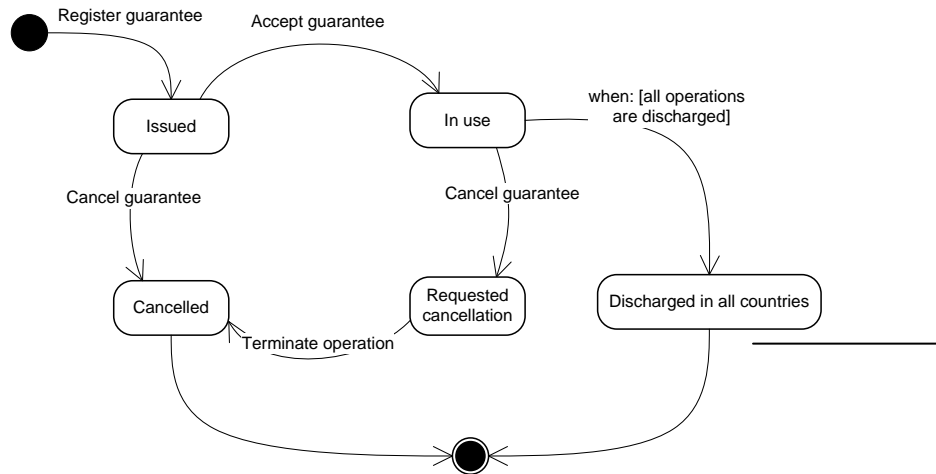 Register guarantee
Accept guarantee
Issued
In use
when: [all operations
are discharged]
Cancel guarantee
Cancel guarantee
Cancelled
Requested
cancellation
Discharged in all countries
Terminate operation